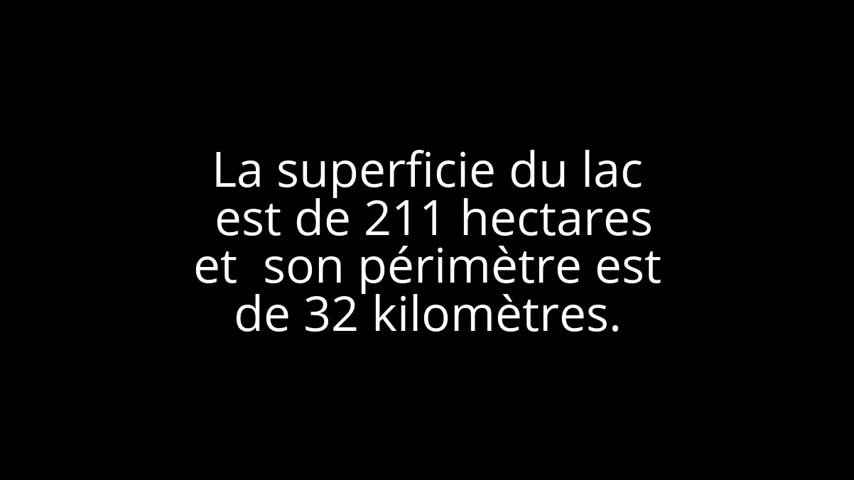 La superficie du lac
est de 211 hectares
et  son périmètre est
de 32 kilomètres.